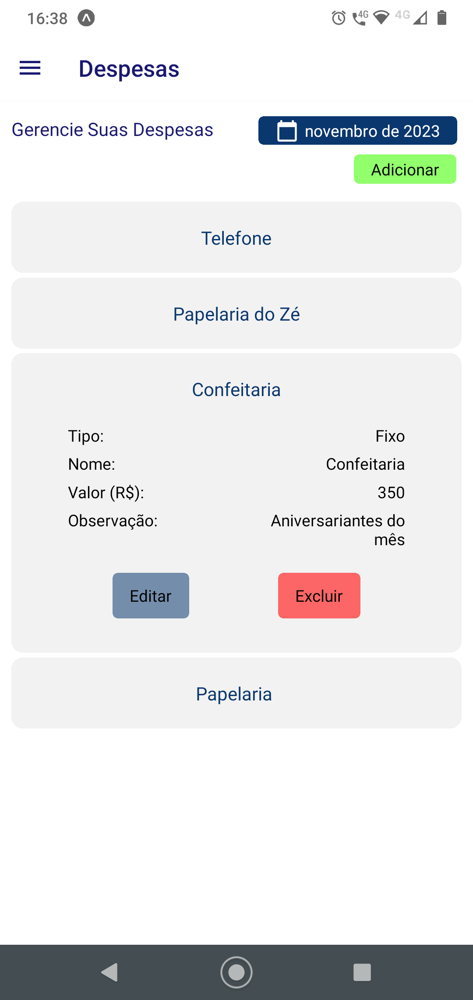 16:38
4G
4G
Despesas
Gerencie Suas Despesas
novembro de 2023
Adicionar
Telefone
Papelaria do Zé
Confeitaria
Tipo: Fixo
Nome: Confeitaria
Valor (R$): 350
Observação: Aniversariantes do
mês
Editar
Excluir
Papelaria